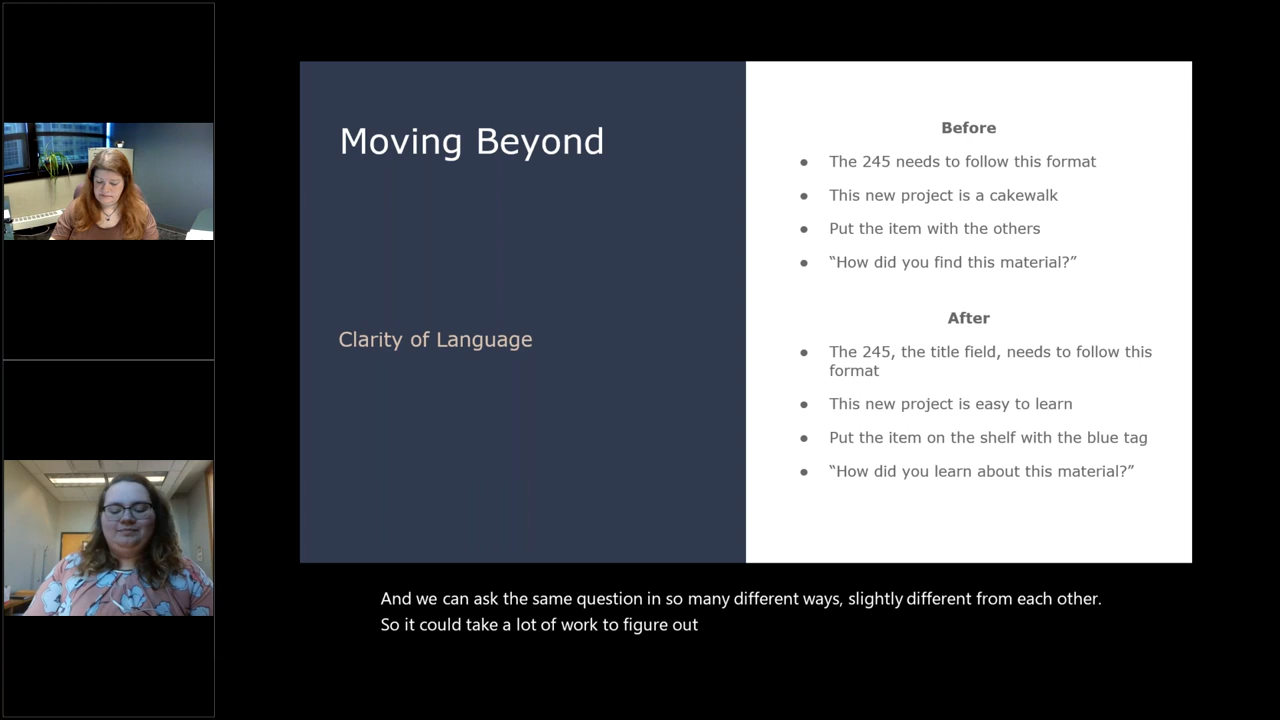 Moving Beyond
Clarity of Language
Before
● The 245 needs to follow this format
● This new project is a cakewalk
● Put the item with the others
● “How did you find this material?”
After
● The 245, the title field, needs to follow this
format
● This new project is easy to learn
● Put the item on the shelf with the blue tag
● “How did you learn about this material?”
And we can ask the same question in so many different ways, slightly different from each other.
So it could take a lot of work to figure out